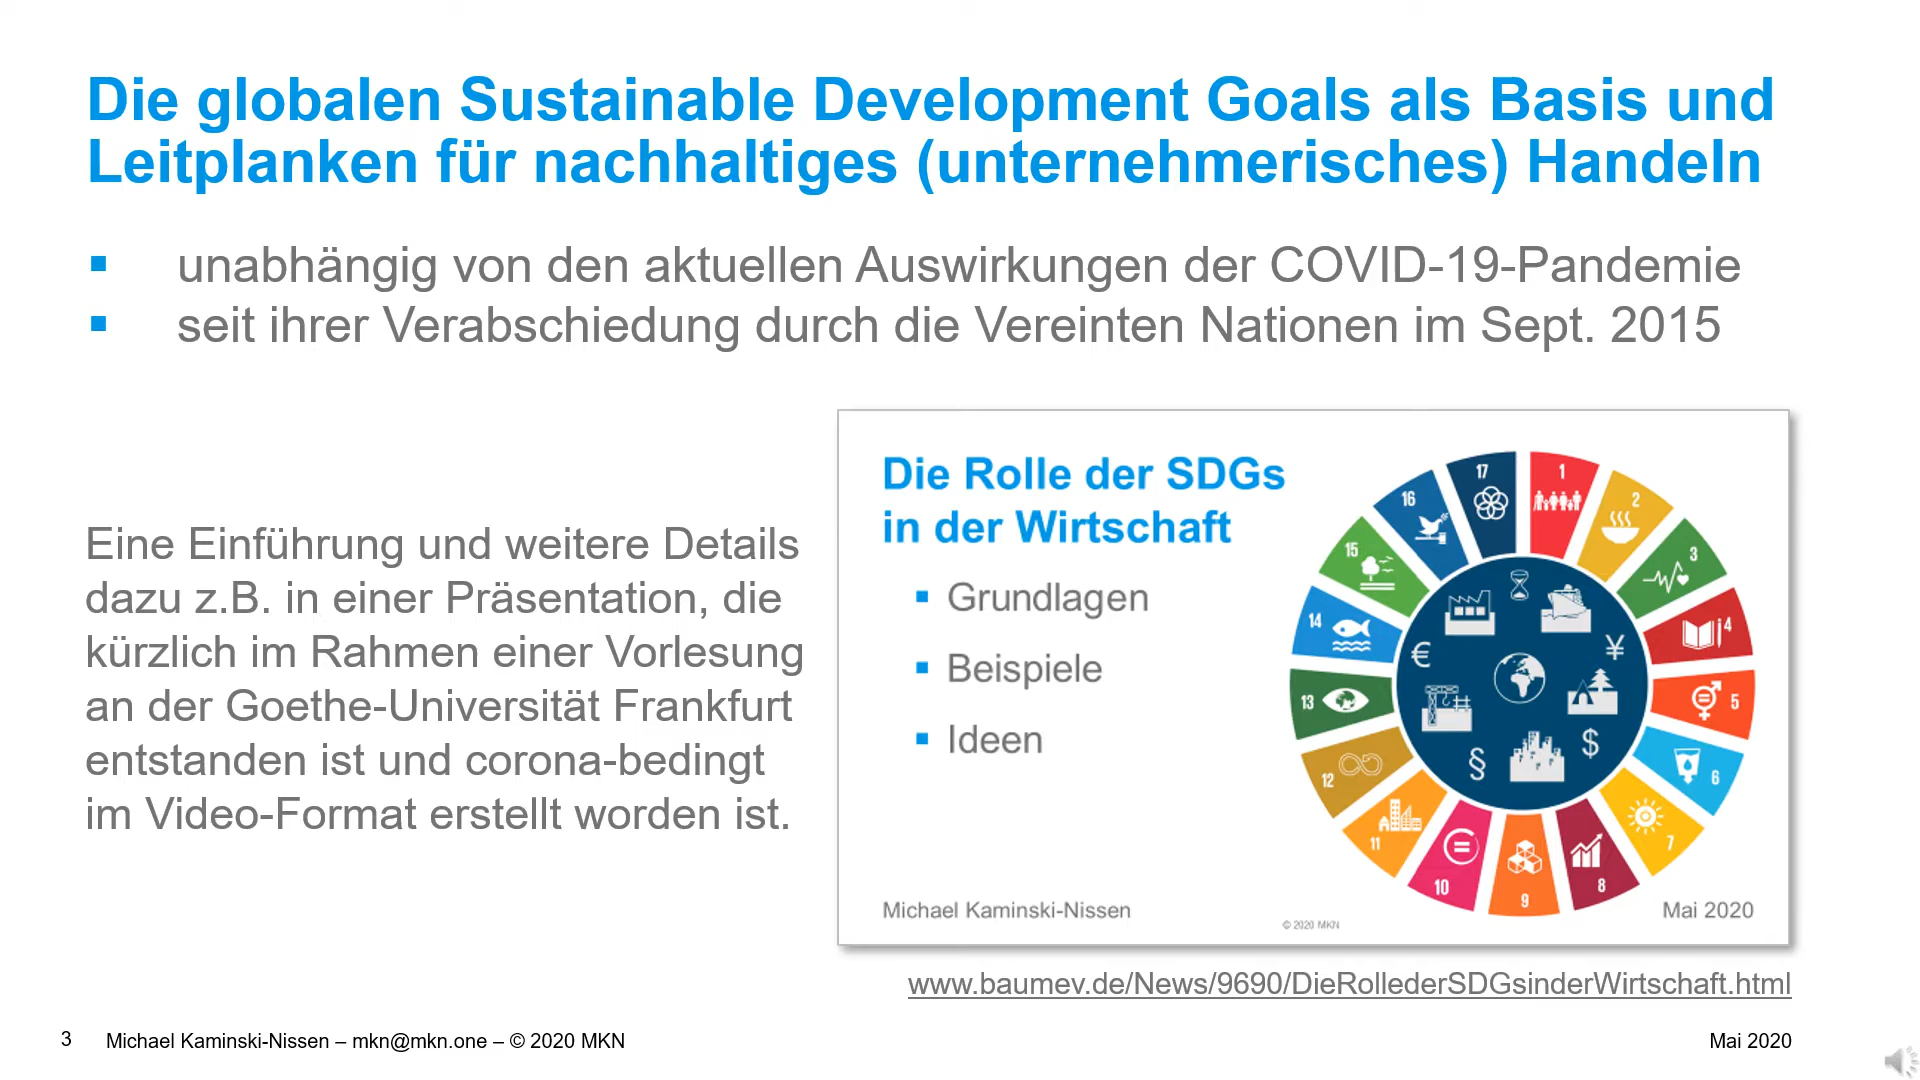 Die globalen Sustainable Development Goals als Basis und
Leitplanken für nachhaltiges (unternehmerisches) Handeln
▪ unabhängig von den aktuellen Auswirkungen der COVID-19-Pandemie
▪ seit ihrer Verabschiedung durch die Vereinten Nationen im Sept. 2015
Eine Einführung und weitere Details
dazu z.B. in einer Präsentation, die
kürzlich im Rahmen einer Vorlesung
an der Goethe-Universität Frankfurt
entstanden ist und corona-bedingt
im Video-Format erstellt worden ist.
Die Rolle der SDGs
in der Wirtschaft
▪ Grundlagen
▪ Beispiele
▪ Ideen
1
2
3
4
5
6
7
8
9
10
11
12
13
14
15
16
17
€
¥
$
§
Michael Kaminski-Nissen
© 2020 MKN
Mai 2020
www.baumev.de/News/9690/DieRollederSDGsinderWirtschaft.html
3 Michael Kaminski-Nissen – mkn@mkn.one – © 2020 MKN
Mai 2020